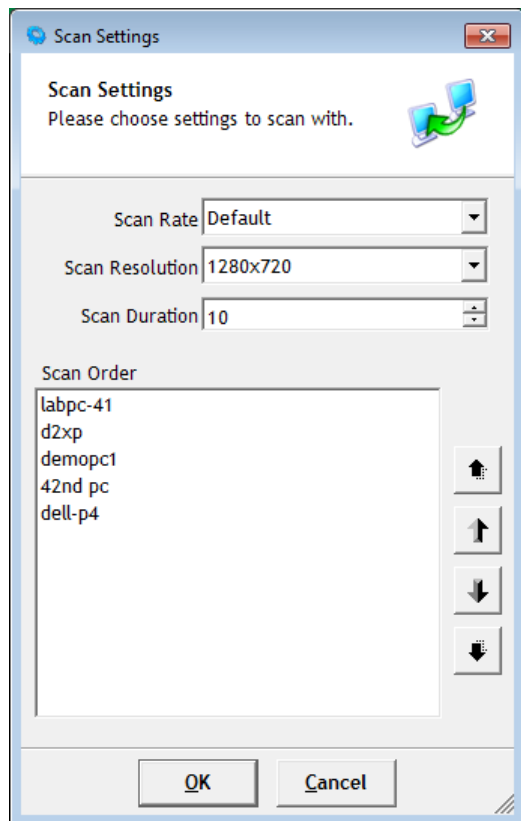 Scan Settings
Scan Settings
Please choose settings to scan with.
Scan Rate Default
Scan Resolution 1280x720
Scan Duration 10
Scan Order
labpc-41
d2xp
demopc1
42nd pc
dell-p4
OK Cancel